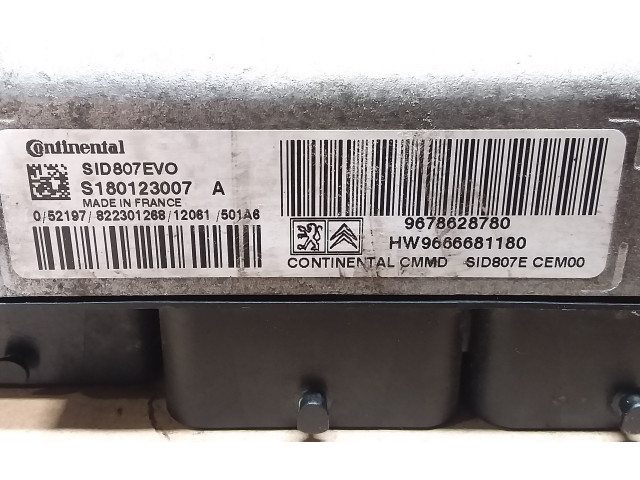 Continental
SID807EVO
S180123007 A
MADE IN FRANCE
0/52197/822301268/12061/501A6
9678628780
HW9666681180
CONTINENTAL CMMD SID807E CEM00